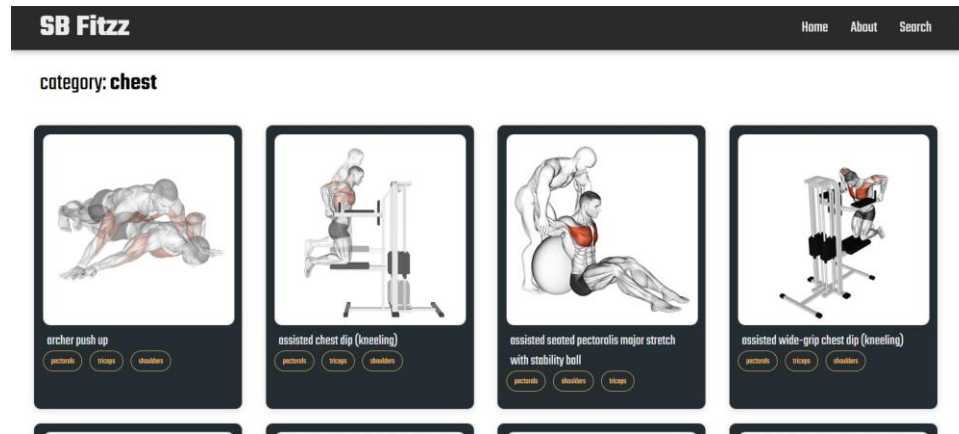 SB Fitzz
Home About Search
category: chest
archer push up
pectorals triceps shoulders
assisted chest dip (kneeling)
pectorals triceps shoulders
assisted seated pectoralis major stretch
with stability ball
pectorals shoulders triceps
assisted wide-grip chest dip (kneeling)
pectorals triceps shoulders